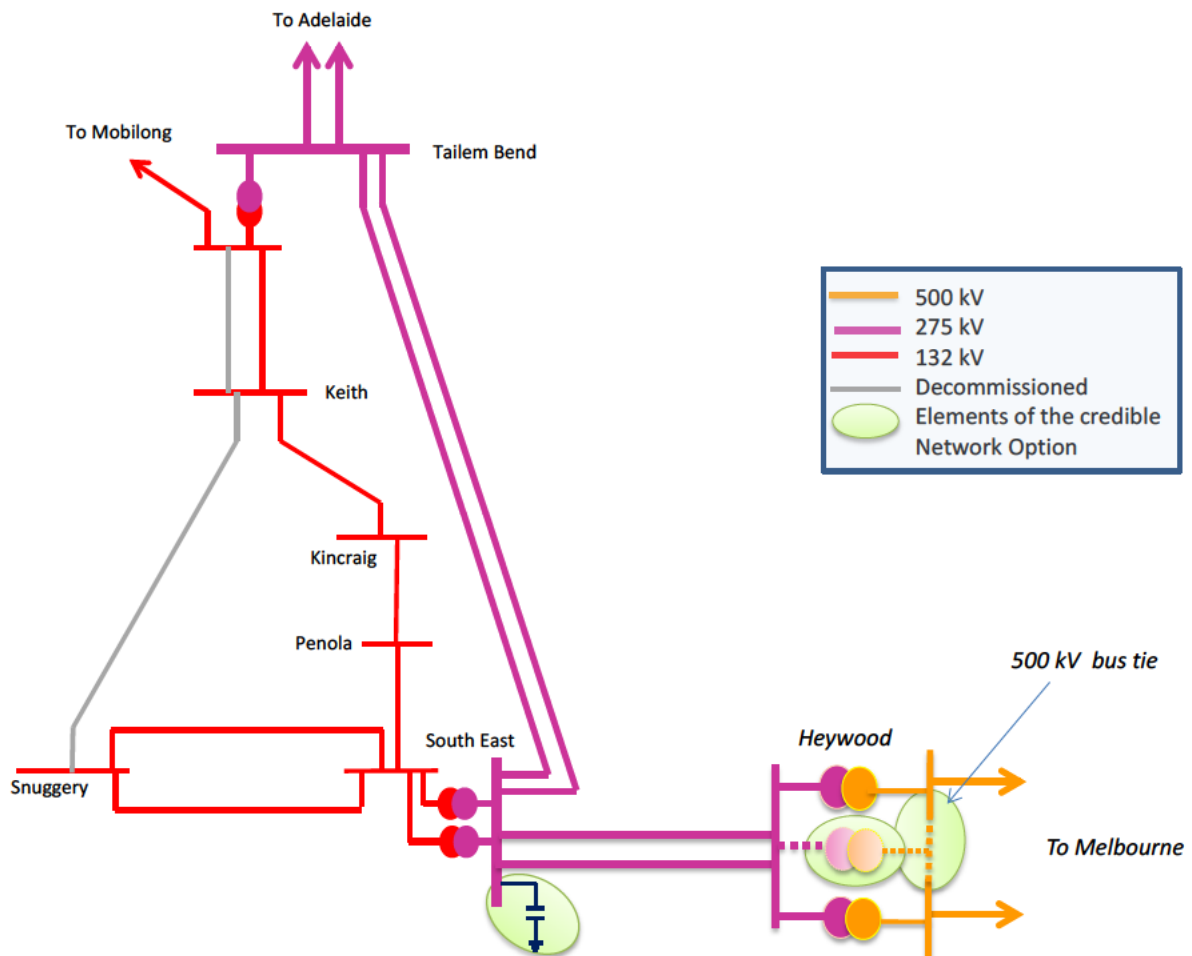 To Adelaide
To Mobilong
Tailem Bend
500 kV
275 kV
132 kV
Decommissioned
Elements of the credible
Network Option
Keith
Kincraig
Penola
500 kV bus tie
South East
Heywood
Snuggery
To Melbourne